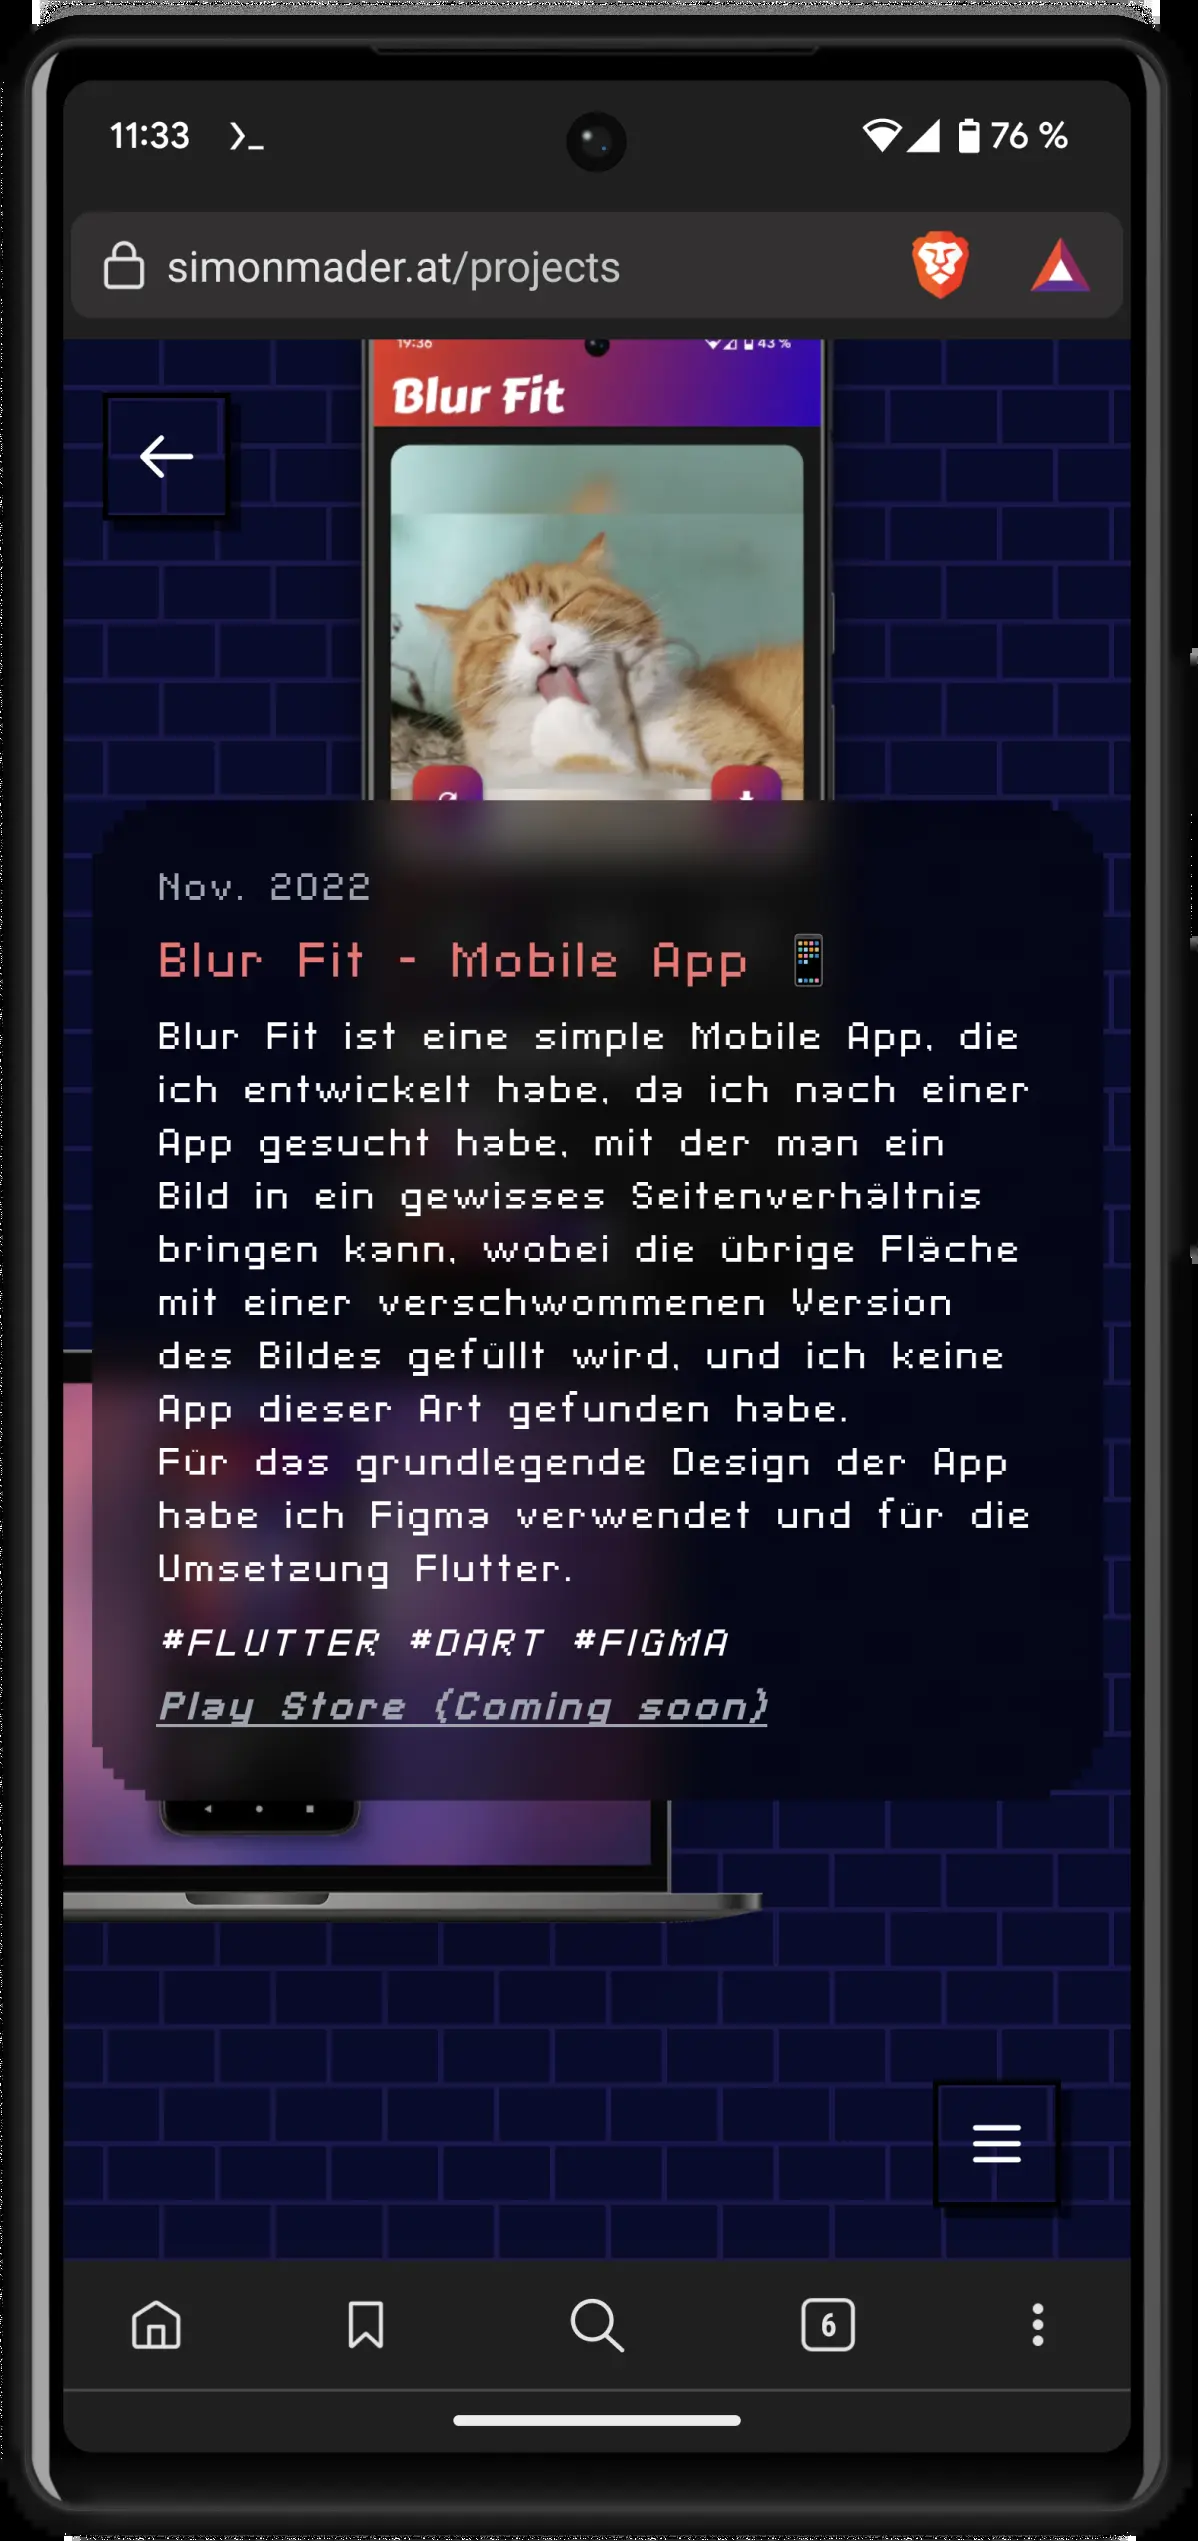 11:33
76 %
simonmader.at/projects
19:36
43 %
Blur Fit
Nov. 2022
Blur Fit - Mobile App
Blur Fit ist eine simple Mobile App, die
ich entwickelt habe, da ich nach einer
App gesucht habe, mit der man ein
Bild in ein gewisses Seitenverhältnis
bringen kann, wobei die übrige Fläche
mit einer verschwommenen Version
des Bildes gefüllt wird, und ich keine
App dieser Art gefunden habe.
Für das grundlegende Design der App
habe ich Figma verwendet und für die
Umsetzung Flutter.
#FLUTTER #DART #FIGMA
Play Store (Coming soon)
6